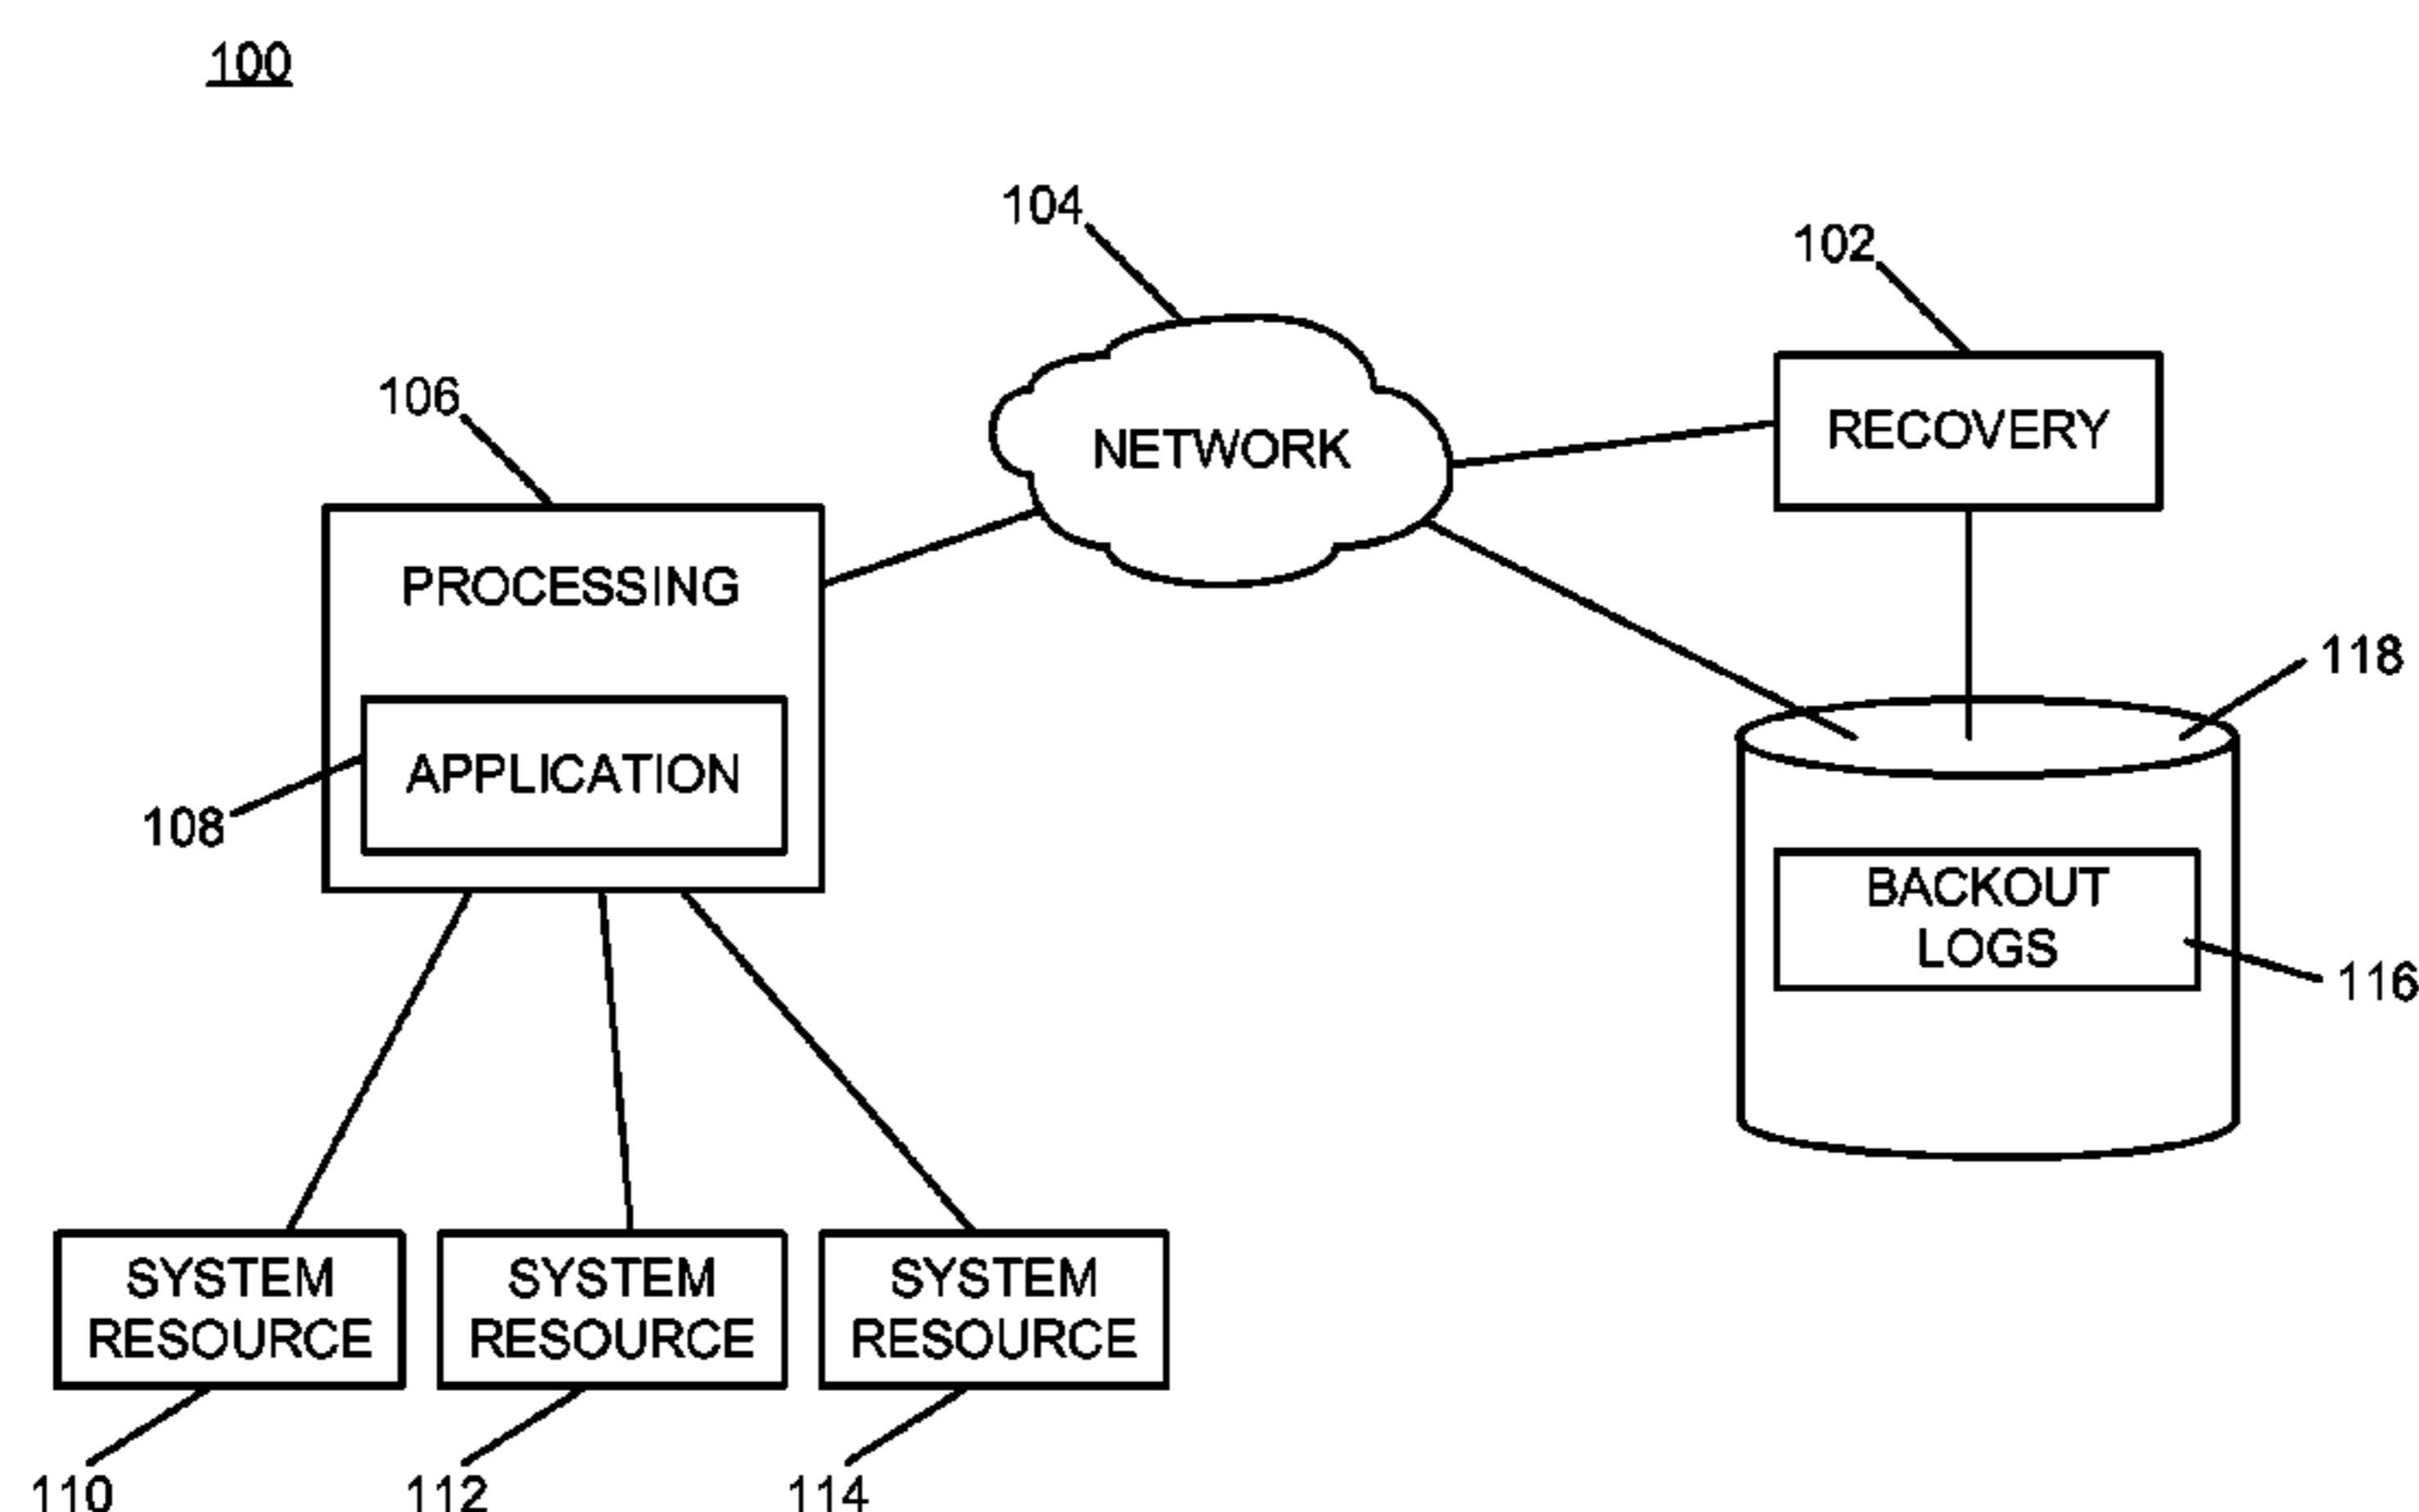 100
104
102
106
NETWORK
RECOVERY
PROCESSING
118
APPLICATION
108
BACKOUT
LOGS
116
SYSTEM
RESOURCE
SYSTEM
RESOURCE
SYSTEM
RESOURCE
110
112
114